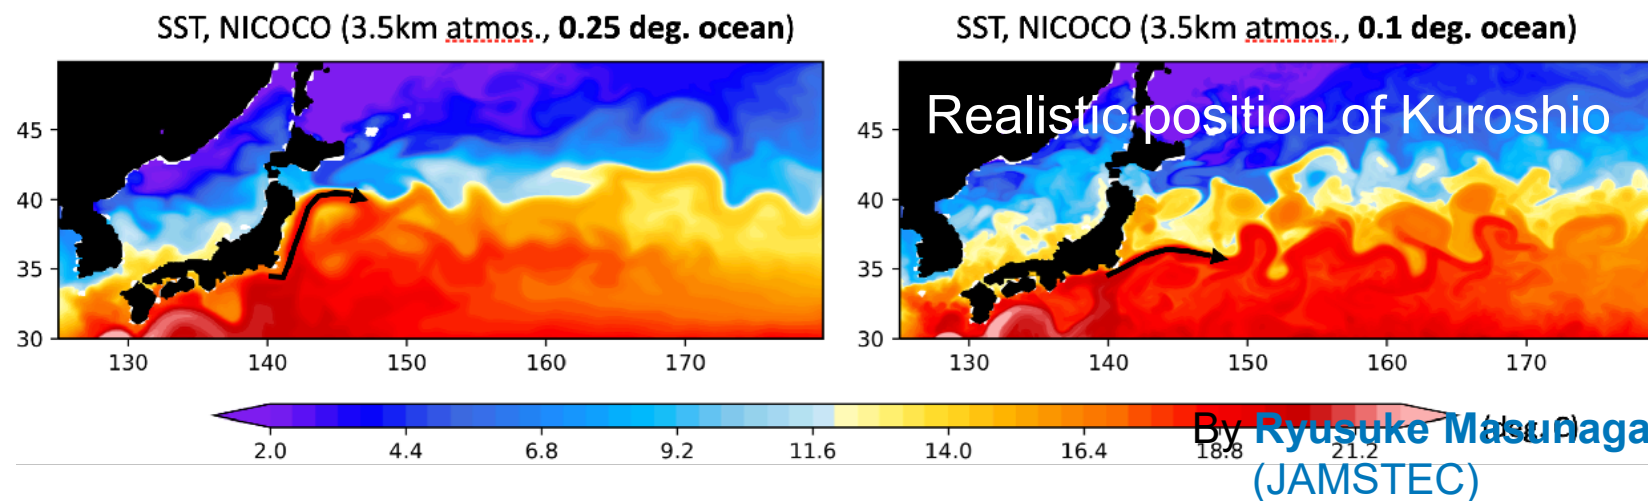 SST, NICOCO (3.5km atmos., 0.25 deg. ocean)
SST, NICOCO (3.5km atmos., 0.1 deg. ocean)
Realistic position of Kuroshio
45
40
35
30
130 140 150 160 170
45
40
35
30
130 140 150 160 170
2.0 4.4 6.8 9.2 11.6 14.0 16.4 18.8 21.2
(deg. C)
By Ryusuke Masunaga
(JAMSTEC)